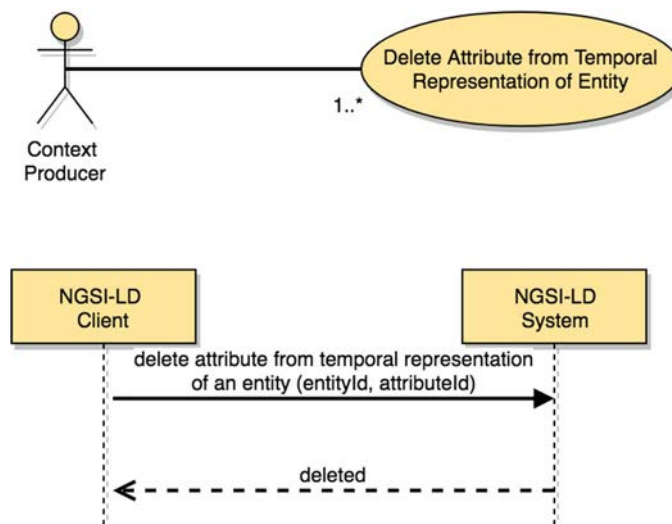 Delete Attribute from Temporal
Representation of Entity
1..*
Context
Producer
NGSI-LD
Client
NGSI-LD
System
delete attribute from temporal representation
of an entity (entityId, attributeId)
deleted